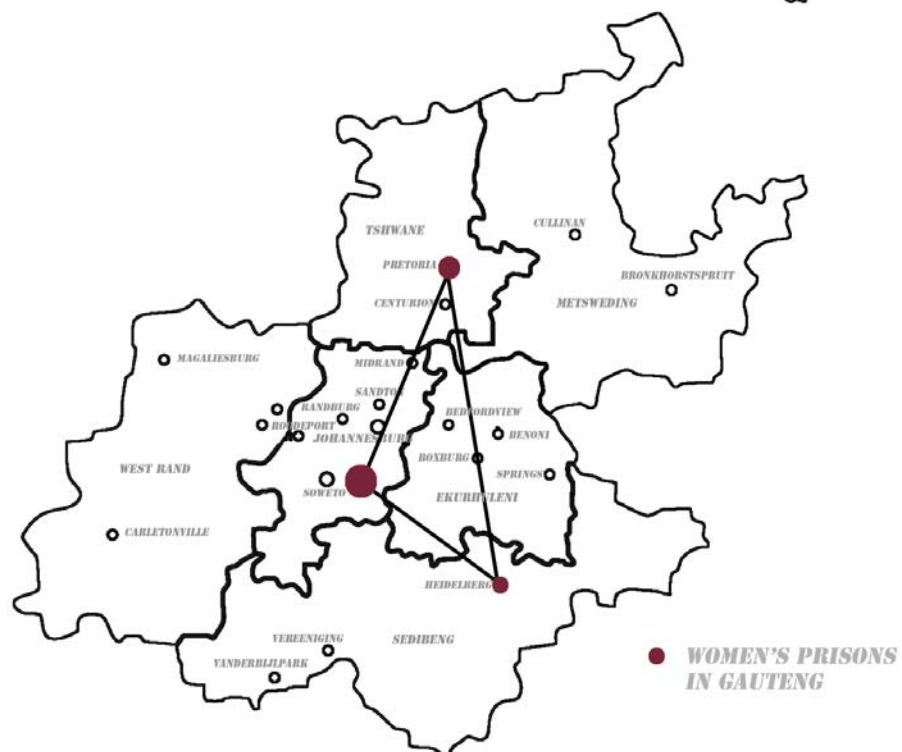 CULLINAN
TSHWANE
PRETORIA
BRONKHORSTSPRUIT
CENTURION
METSWEDING
MAGALIESBURG
MIDRAND
SANDTON
RANDBURG
BEDFORDVIEW
ROODEPORT
JOHANNESBURG
BENONI
BOXBURG
WEST RAND
SPRINGS
SOWETO
EKURHULENI
CARLETONVILLE
HEIDELBERG
VEREENIGING
SEDIBENG
VANDERBIJLPARK
WOMEN'S PRISONS
IN GAUTENG